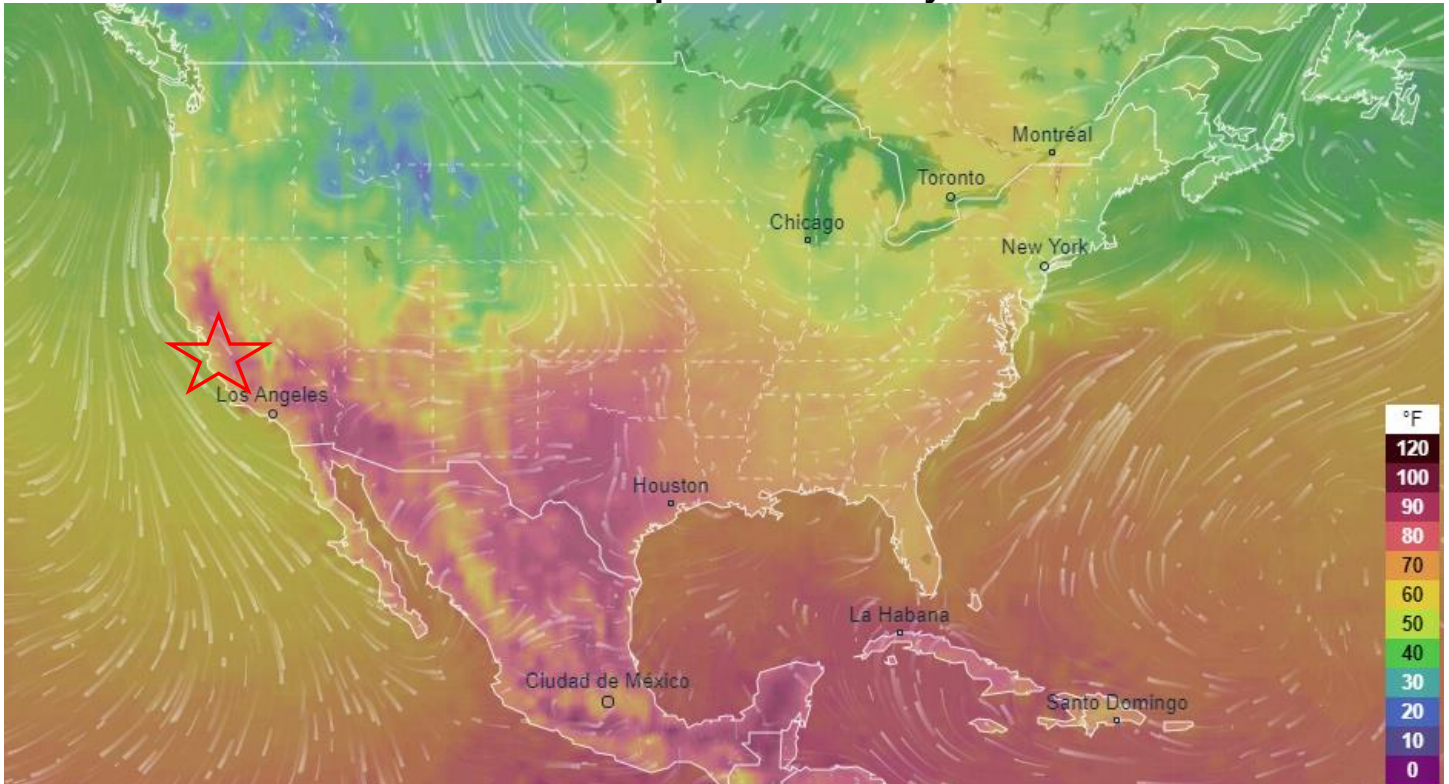 Montréal
Toronto
Chicago
New York
Los Angeles
Houston
La Habana
Ciudad de México
Santo Domingo
°F
120
100
90
80
70
60
50
40
30
20
10
0